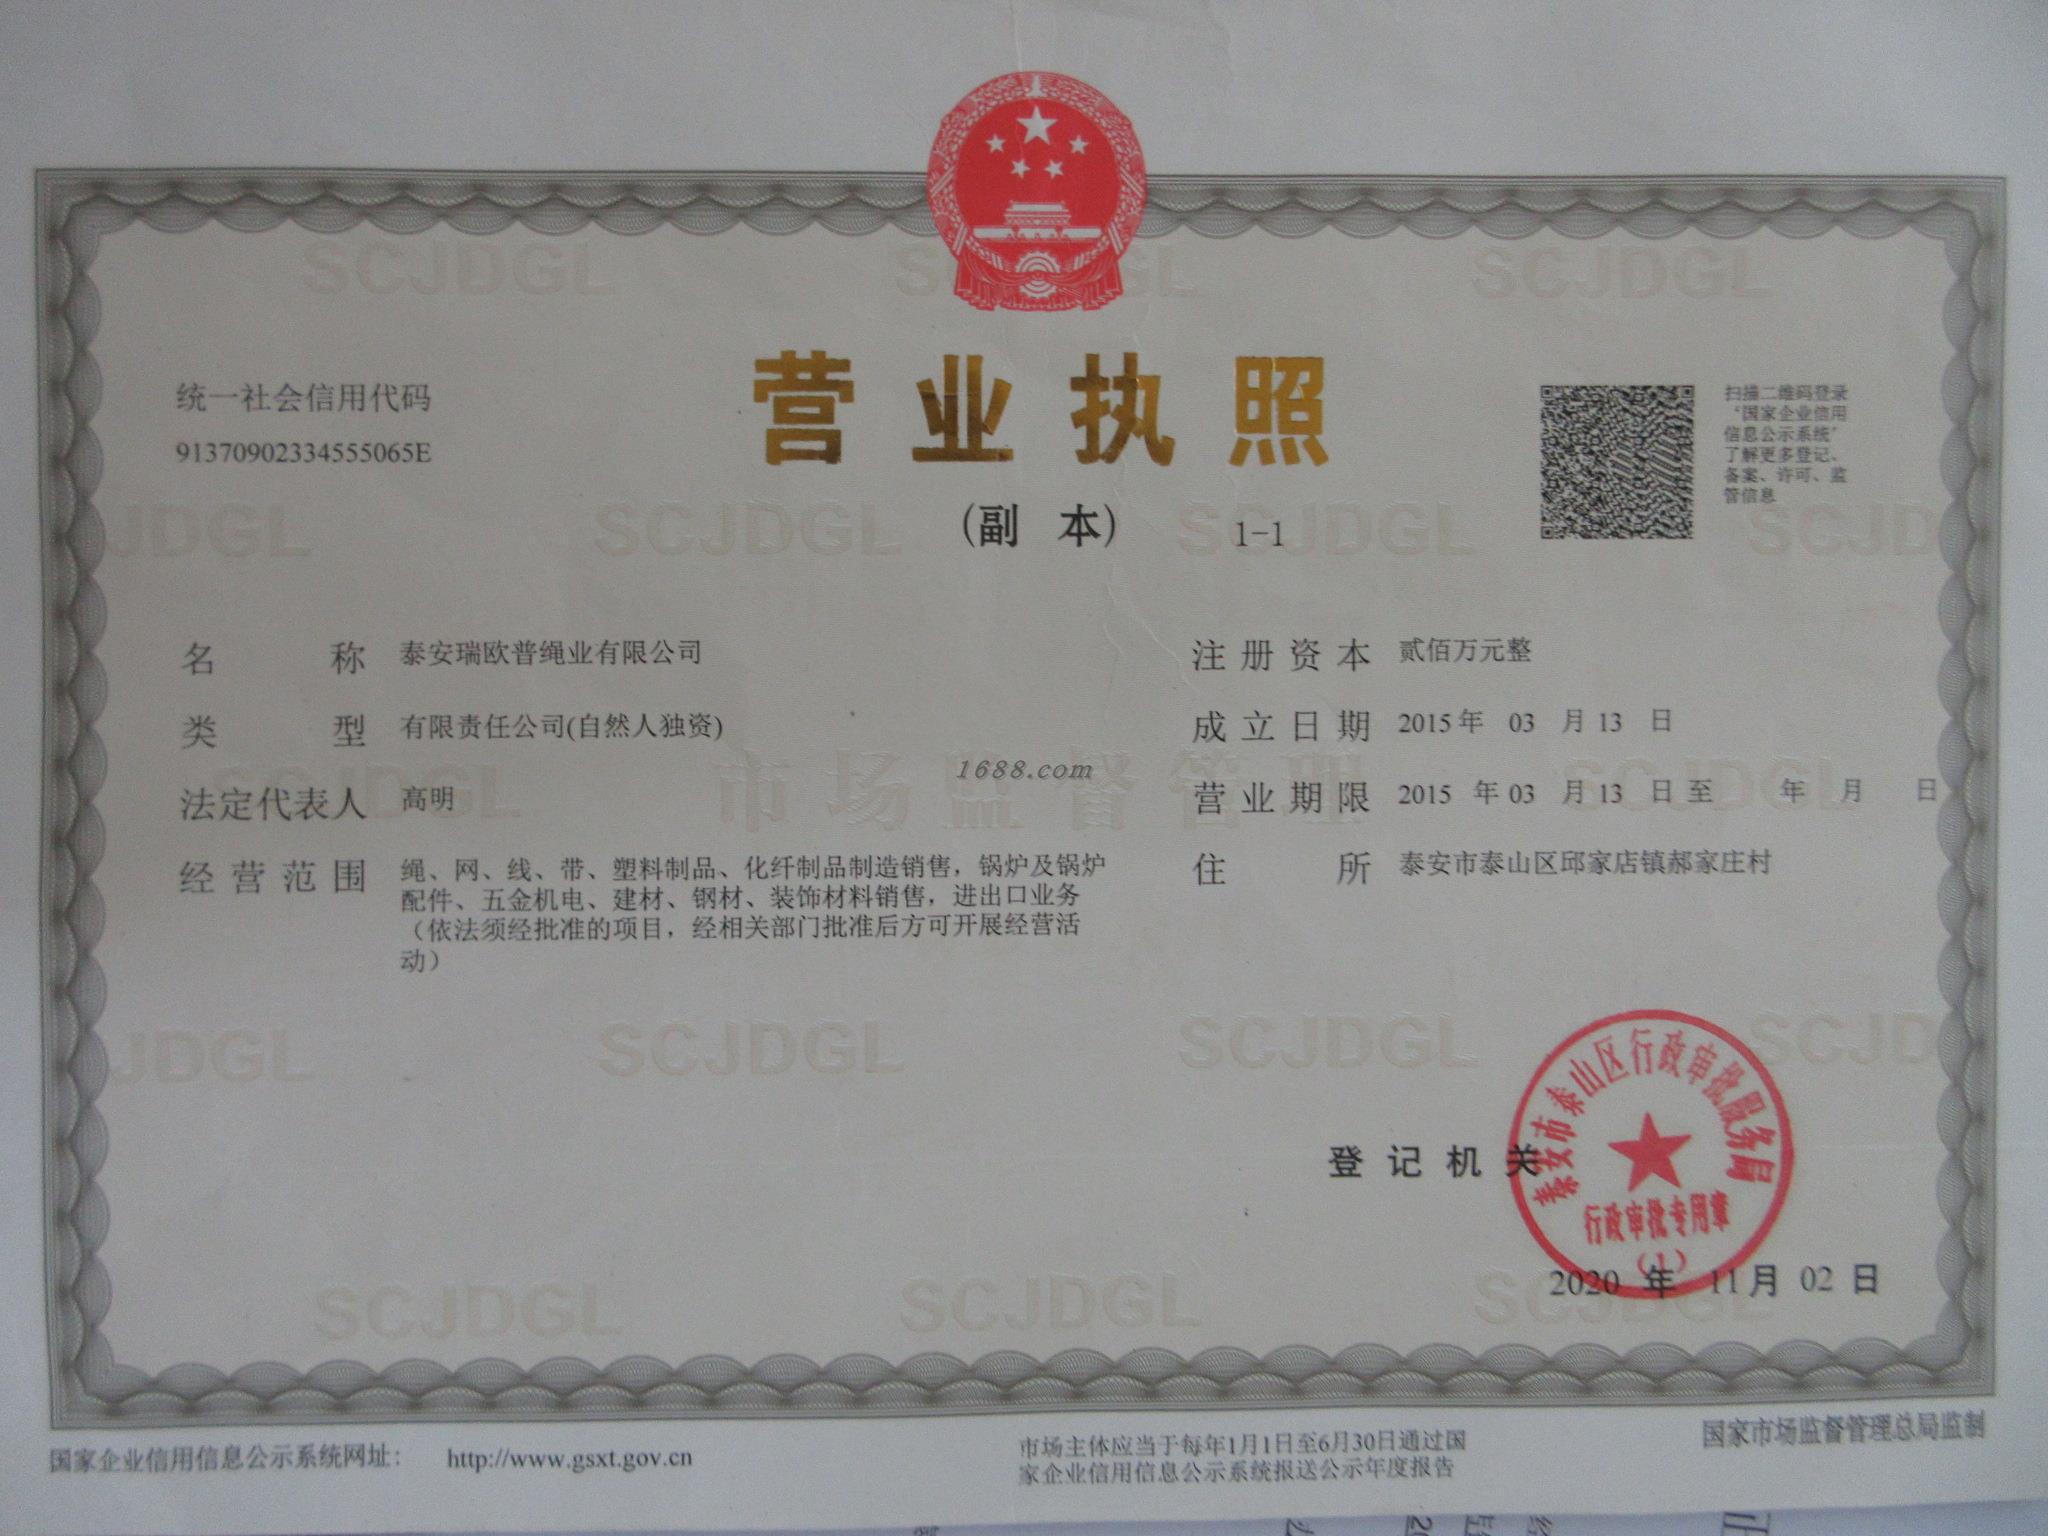 营业执照
(副 本) 1-1
统一社会信用代码
91370902334555065E
扫描二维码登录
“国家企业信用
信息公示系统”
了解更多登记、
备案、许可、监
管信息
名称 泰安瑞欧普绳业有限公司
类型 有限责任公司(自然人独资)
法定代表人 高明
经营范围 绳、网、线、带、塑料制品、化纤制品制造销售，锅炉及锅炉
配件、五金机电、建材、钢材、装饰材料销售，进出口业务
（依法须经批准的项目，经相关部门批准后方可开展经营活
动）
注册资本 贰佰万元整
成立日期 2015年 03 月 13 日
营业期限 2015 年 03 月 13 日 至 年 月 日
住所 泰安市泰山区邱家店镇郝家庄村
1688.com
市场监督管理
SCJDGL
登记机关
泰安市泰山区行政审批服务局
行政审批专用章
(1)
2020 年 11月 02 日
国家企业信用信息公示系统网址： http://www.gsxt.gov.cn
市场主体应当于每年1月1日至6月30日通过国
家企业信用信息公示系统报送公示年度报告
国家市场监督管理总局监制